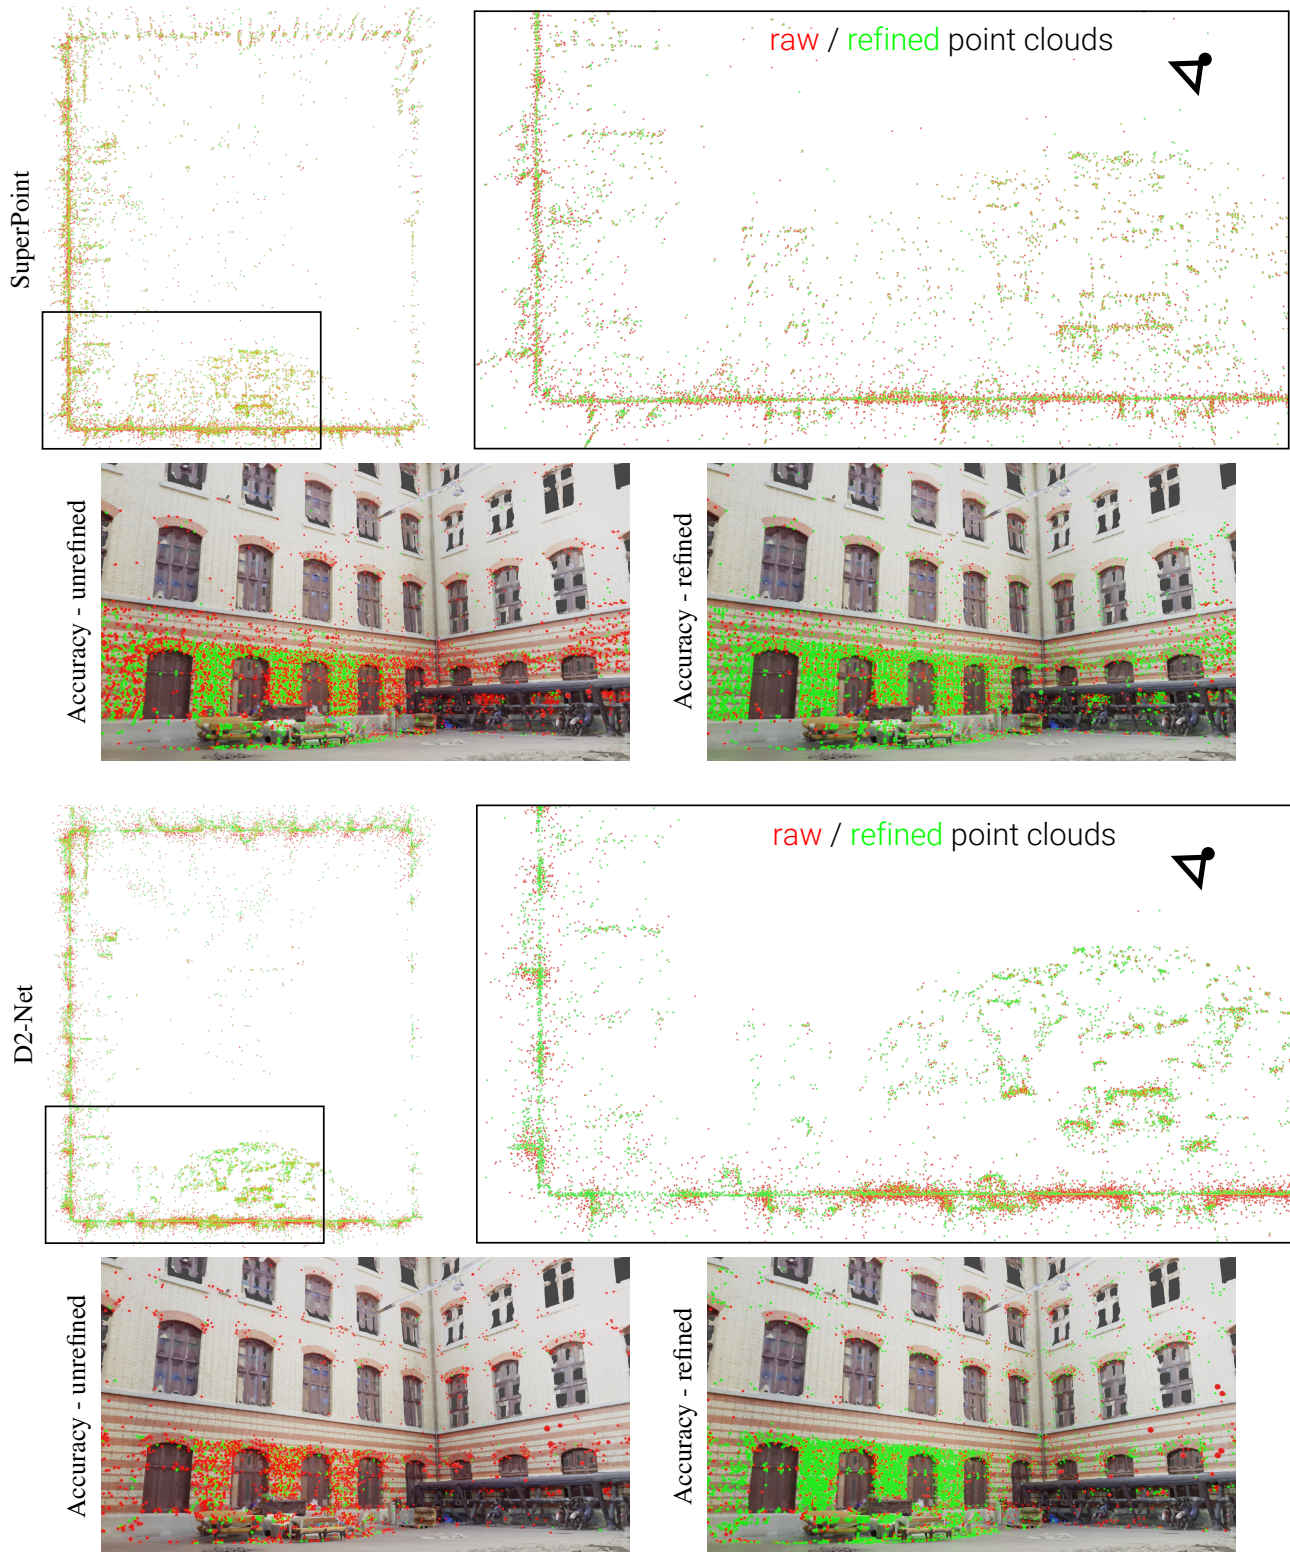 SuperPoint
raw / refined point clouds
Accuracy - unrefined
Accuracy - refined
D2-Net
raw / refined point clouds
Accuracy - unrefined
Accuracy - refined